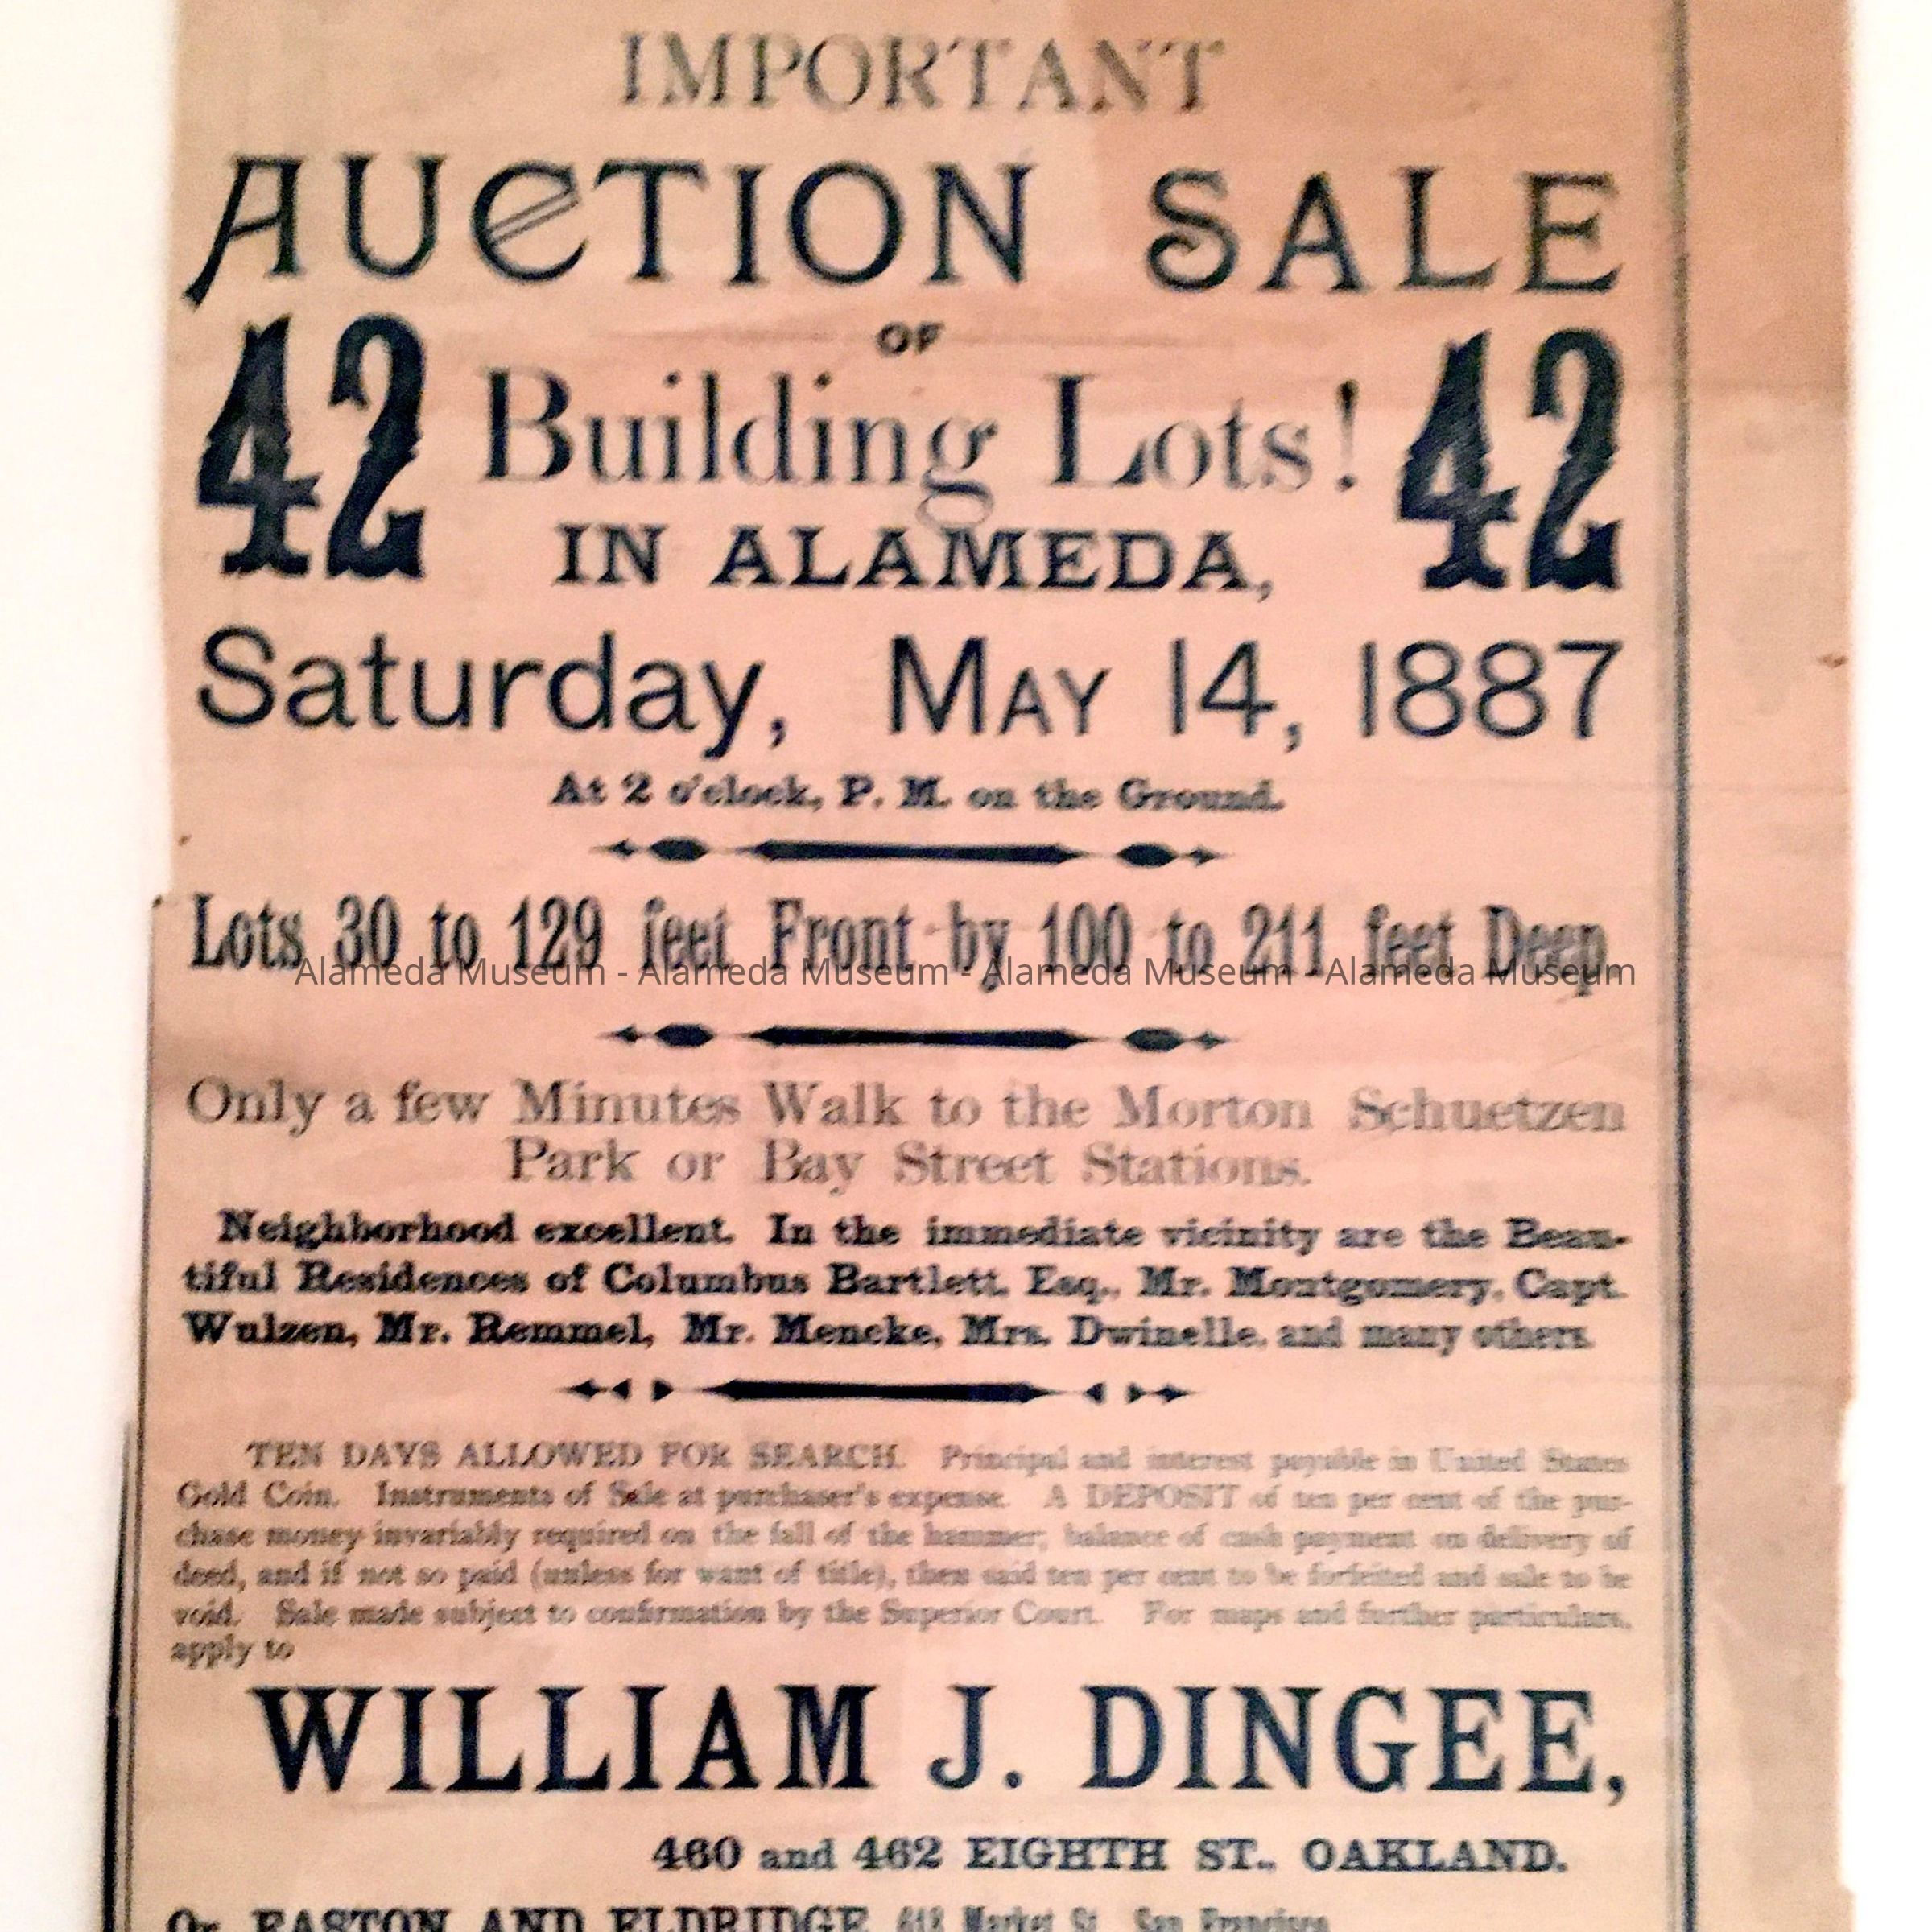 IMPORTANT
AUCTION SALE
OF
42 Building Lots! 42
IN ALAMEDA,
Saturday, MAY 14, 1887
At 2 o'clock, P. M. on the Ground.
Lots 30 to 129 feet Front by 100 to 211 feet Deep
Alameda Museum - Alameda Museum - Alameda Museum - Alameda Museum
Only a few Minutes Walk to the Morton Schuetzen
Park or Bay Street Stations.
Neighborhood excellent. In the immediate vicinity are the Beau-
tiful Residences of Columbus Bartlett, Esq., Mr. Montgomery, Capt.
Wulzen, Mr. Remmel, Mr. Mencke, Mrs. Dwinelle, and many others.
TEN DAYS ALLOWED FOR SEARCH. Principal and interest payable in United States
Gold Coin. Instruments of Sale at purchaser's expense. A DEPOSIT of ten per cent of the pur-
chase money invariably required on the fall of the hammer; balance of cash payment on delivery of
deed, and if not so paid (unless for want of title), then said ten per cent to be forfeited and sale to be
void. Sale made subject to confirmation by the Superior Court. For maps and further particulars,
apply to
WILLIAM J. DINGEE,
460 and 462 EIGHTH ST., OAKLAND.
Or EASTON AND ELDRIDGE, 618 Market St., San Francisco.